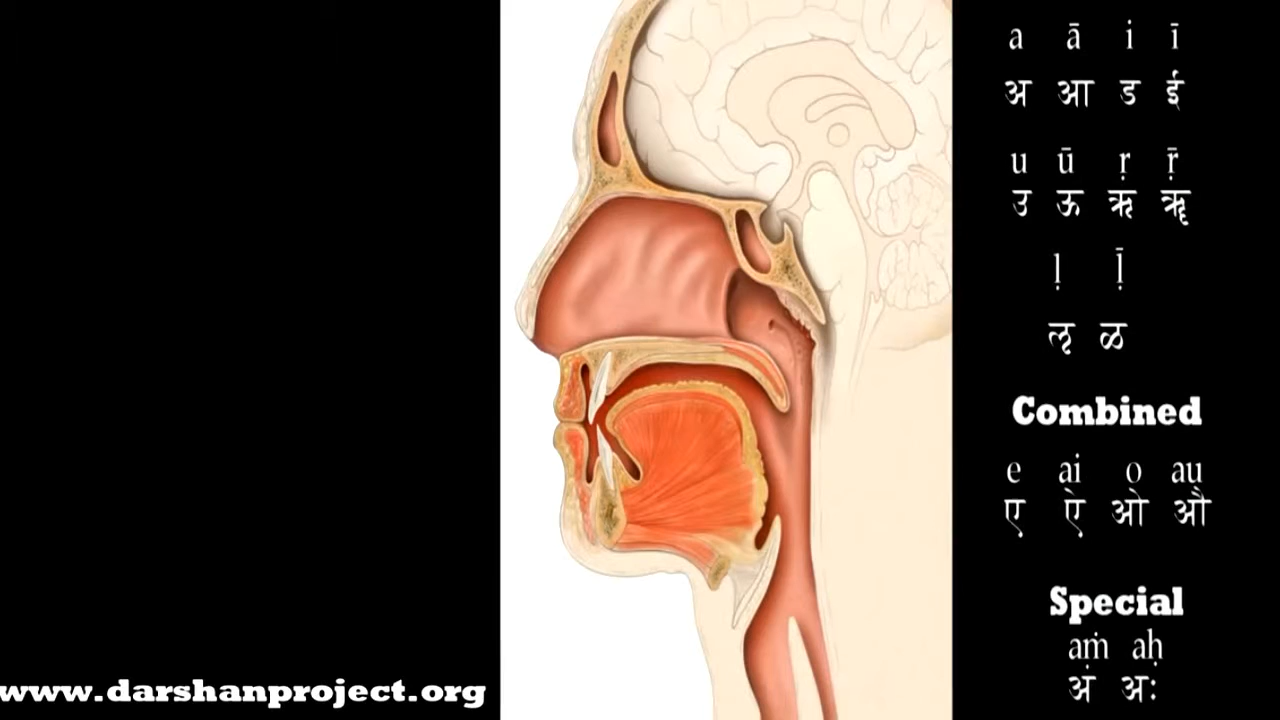 a ā i ī
अ आ ड ई
u ū ṛ ṝ
उ ऊ ऋ ॠ
ḷ ḹ
ऌ ळ
Combined
e ai o au
ए ऐ ओ औ
Special
aṁ aḥ
अं अः
www.darshanproject.org